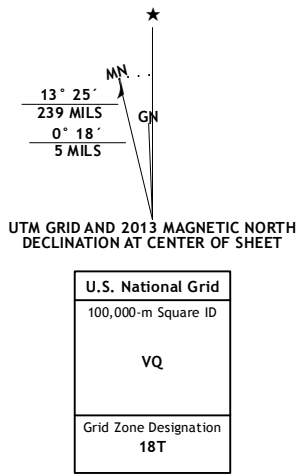 ★
MN
GN
13° 25´
239 MILS
0° 18´
5 MILS
UTM GRID AND 2013 MAGNETIC NORTH
DECLINATION AT CENTER OF SHEET
U.S. National Grid
100,000-m Square ID
VQ
Grid Zone Designation
18T